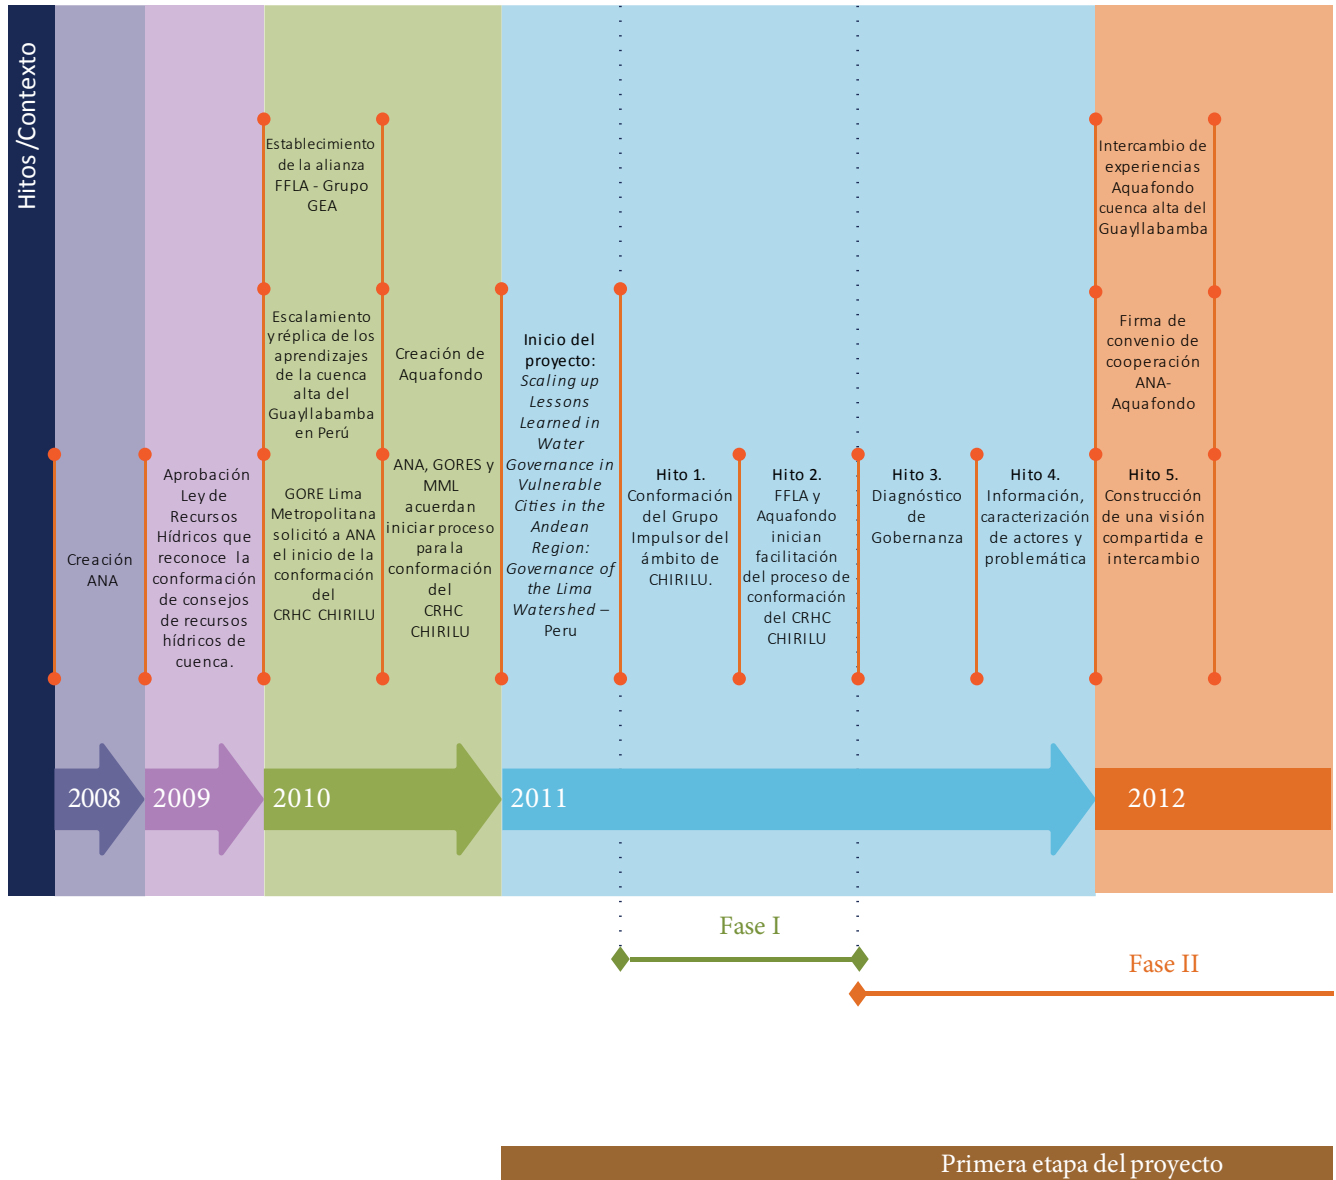 Hitos /Contexto
Establecimiento
de la alianza
FFLA - Grupo
GEA
Escalamiento
y réplica de los
aprendizajes
de la cuenca
alta del
Guayllabamba
en Perú
Creación de
Aquafondo
Creación
ANA
Aprobación
Ley de
Recursos
Hídricos que
reconoce la
conformación
de consejos
de recursos
hídricos de
cuenca.
GORE Lima
Metropolitana
solicitó a ANA
el inicio de la
conformación
del
CRHC CHIRILU
ANA, GORES y
MML
acuerdan
iniciar proceso
para la
conformación
del
CRHC
CHIRILU
Inicio del
proyecto:
Scaling up
Lessons
Learned in
Water
Governance in
Vulnerable
Cities in the
Andean
Region:
Governance of
the Lima
Watershed –
Peru
Hito 1.
Conformación
del Grupo
Impulsor del
ámbito de
CHIRILU.
Hito 2.
FFLA y
Aquafondo
inician
facilitación
del proceso de
conformación
del CRHC
CHIRILU
Hito 3.
Diagnóstico
de
Gobernanza
Hito 4.
Información,
caracterización
de actores y
problemática
Intercambio de
experiencias
Aquafondo
cuenca alta del
Guayllabamba
Firma de
convenio de
cooperación
ANA-
Aquafondo
Hito 5.
Construcción
de una visión
compartida e
intercambio
2008
2009
2010
2011
2012
Fase I
Fase II
Primera etapa del proyecto